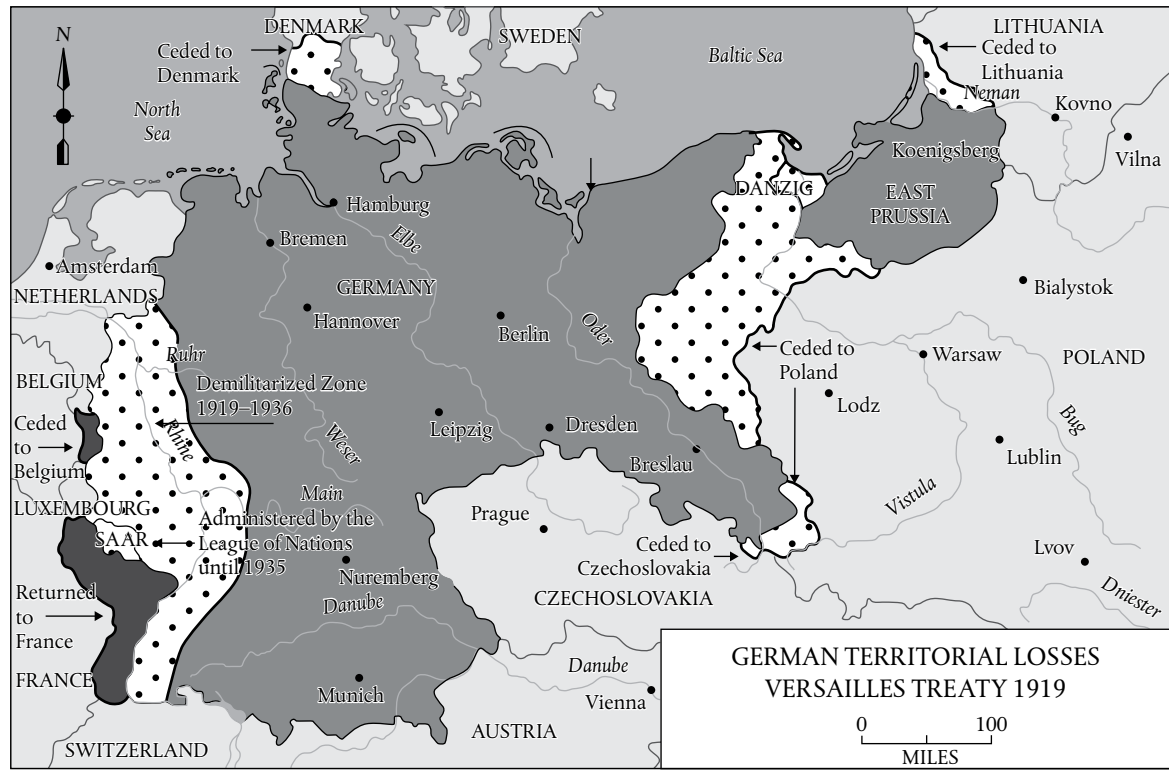 N
DENMARK
SWEDEN
LITHUANIA
Ceded to
Denmark
Baltic Sea
Ceded to
Lithuania
Neman
North
Sea
Kovno
Vilna
Koenigsberg
DANZIG
EAST
PRUSSIA
Hamburg
Elbe
Bremen
Amsterdam
NETHERLANDS
GERMANY
Hannover
Berlin
Oder
Bialystok
Ruhr
Ceded to
Poland
Warsaw
POLAND
BELGIUM
Demilitarized Zone
1919–1936
Lodz
Ceded
to
Belgium
Rhine
Weser
Leipzig
Dresden
Breslau
Bug
Lublin
LUXEMBOURG
Main
Vistula
SAAR
Administered by the
League of Nations
until 1935
Prague
Ceded to
Czechoslovakia
Lvov
Nuremberg
Danube
CZECHOSLOVAKIA
Dniester
Returned
to
France
FRANCE
Munich
Danube
Vienna
AUSTRIA
SWITZERLAND
GERMAN TERRITORIAL LOSSES
VERSAILLES TREATY 1919
0 100
MILES